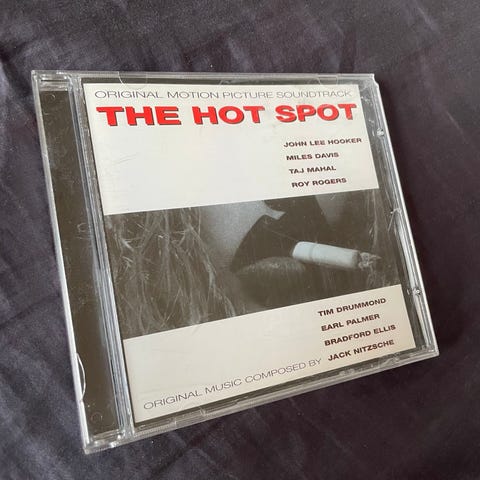 ORIGINAL MOTION PICTURE SOUNDTRACK
THE HOT SPOT
JOHN LEE HOOKER
MILES DAVIS
TAJ MAHAL
ROY ROGERS
TIM DRUMMOND
EARL PALMER
BRADFORD ELLIS
ORIGINAL MUSIC COMPOSED BY JACK NITZSCHE